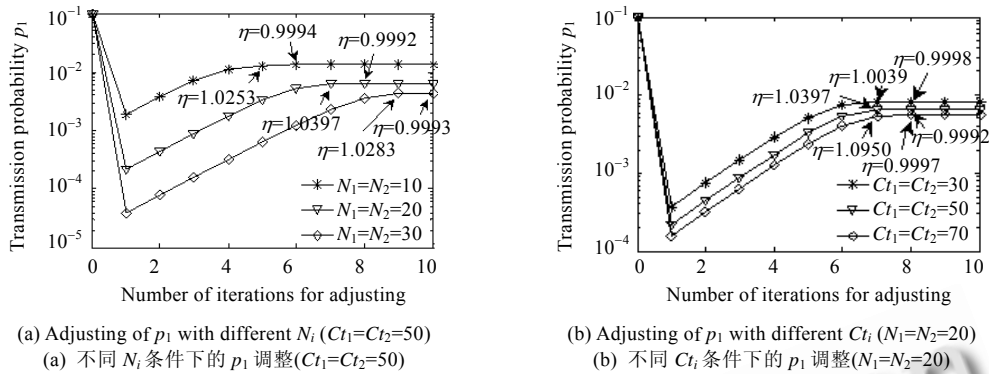 Transmission probability p₁
10⁻¹
10⁻²
10⁻³
10⁻⁴
10⁻⁵
η=0.9994
η=0.9992
η=1.0253
η=1.0397
η=0.9993
η=1.0283
N₁=N₂=10
N₁=N₂=20
N₁=N₂=30
0 2 4 6 8 10
Number of iterations for adjusting
(a) Adjusting of p₁ with different Nᵢ (Ct₁=Ct₂=50)
(a) 不同 Nᵢ 条件下的 p₁ 调整(Ct₁=Ct₂=50)
Transmission probability p₁
10⁻¹
10⁻²
10⁻³
10⁻⁴
η=1.0039
η=0.9998
η=1.0397
η=1.0950
η=0.9992
η=0.9997
Ct₁=Ct₂=30
Ct₁=Ct₂=50
Ct₁=Ct₂=70
0 2 4 6 8 10
Number of iterations for adjusting
(b) Adjusting of p₁ with different Ctᵢ (N₁=N₂=20)
(b) 不同 Ctᵢ 条件下的 p₁ 调整(N₁=N₂=20)